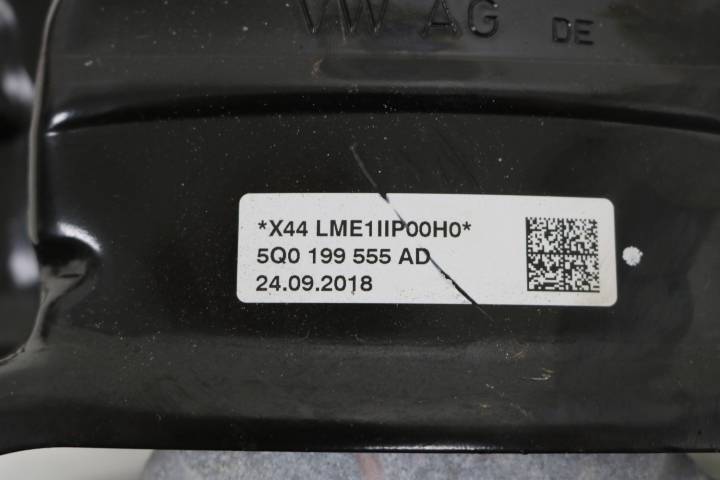 VW AG DE
*X44 LME1IIP00H0*
5Q0 199 555 AD
24.09.2018